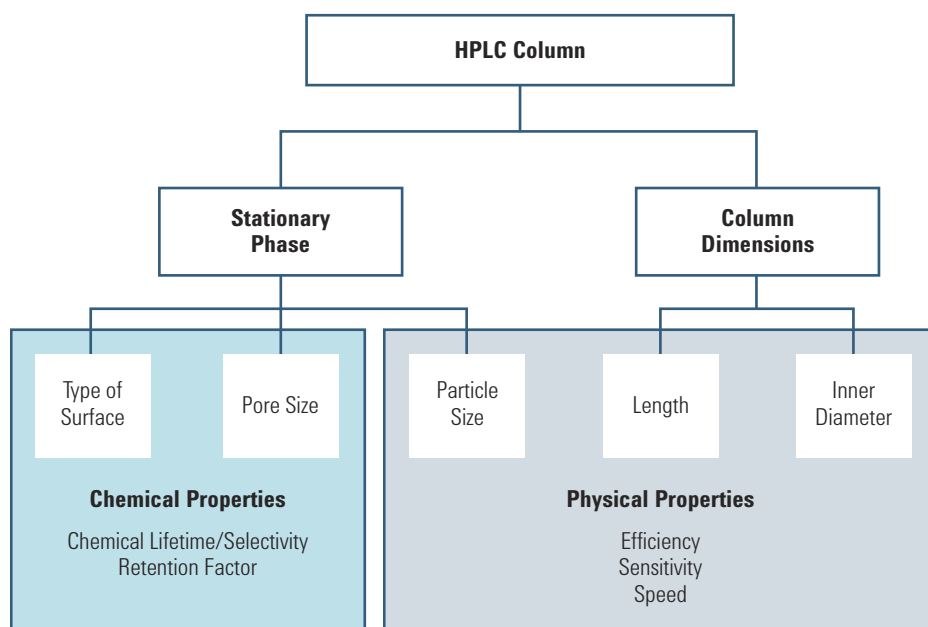 HPLC Column
Stationary
Phase
Column
Dimensions
Type of
Surface
Pore Size
Particle
Size
Length
Inner
Diameter
Chemical Properties
Chemical Lifetime/Selectivity
Retention Factor
Physical Properties
Efficiency
Sensitivity
Speed